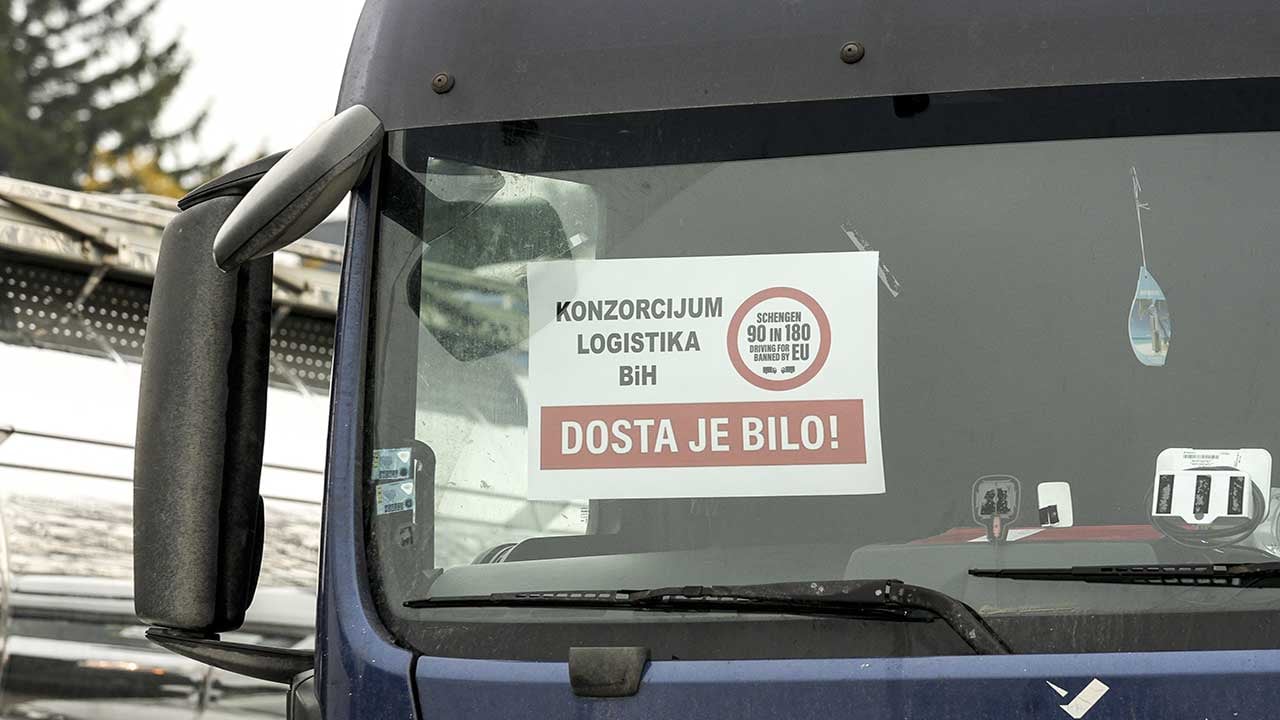 KONZORCIJUM
LOGISTIKA
BiH
SCHENGEN
90 IN 180
DRIVING FOR
BANNED BY EU
DOSTA JE BILO!